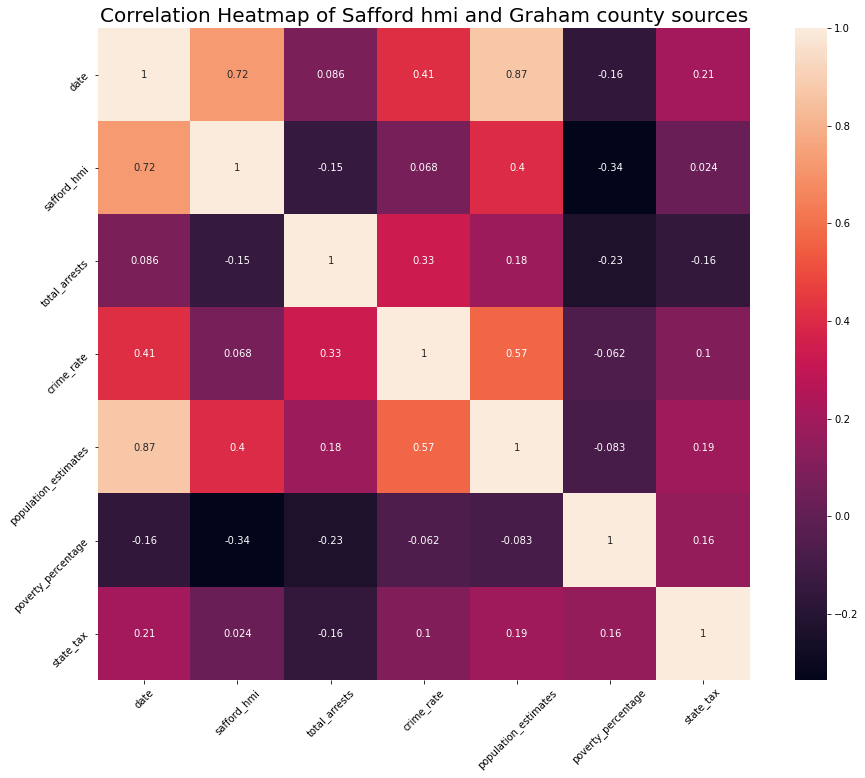 Correlation Heatmap of Safford hmi and Graham county sources
date 1 0.72 0.086 0.41 0.87 -0.16 0.21
safford_hmi 0.72 1 -0.15 0.068 0.4 -0.34 0.024
total_arrests 0.086 -0.15 1 0.33 0.18 -0.23 -0.16
crime_rate 0.41 0.068 0.33 1 0.57 -0.062 0.1
population_estimates 0.87 0.4 0.18 0.57 1 -0.083 0.19
poverty_percentage -0.16 -0.34 -0.23 -0.062 -0.083 1 0.16
state_tax 0.21 0.024 -0.16 0.1 0.19 0.16 1
date safford_hmi total_arrests crime_rate population_estimates poverty_percentage state_tax
1.0
0.8
0.6
0.4
0.2
0.0
-0.2